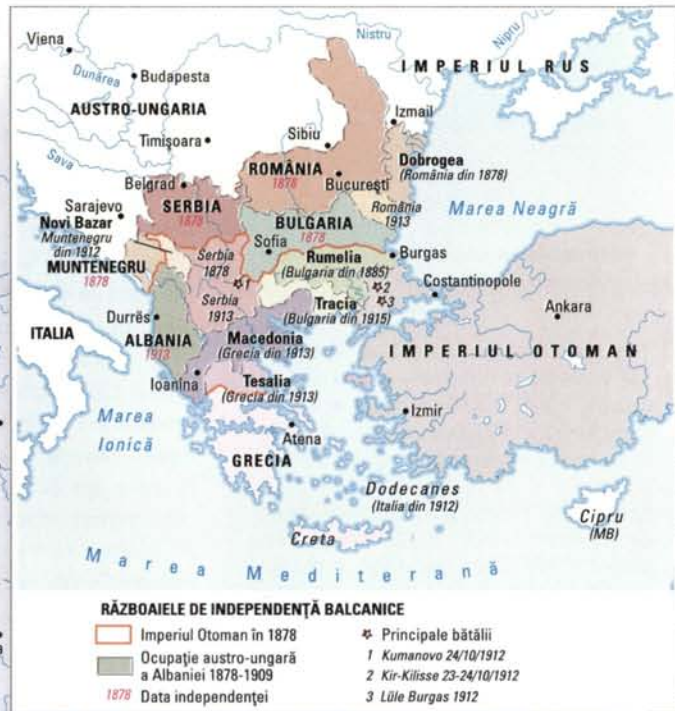 Viena
Nistru
Nipru
IMPERIUL RUS
Dunărea
Budapesta
AUSTRO-UNGARIA
Izmail
Timişoara
Sibiu
Sava
ROMÂNIA
1878
Dobrogea
(România din 1878)
Belgrad
Bucureşti
SERBIA
1878
România
1913
Marea Neagră
Sarajevo
Novi Bazar
Muntenegru
din 1912
BULGARIA
1878
Serbia
1878
Sofia
Burgas
MUNTENEGRU
1878
Rumelia
(Bulgaria din 1885)
1
2
3
Costantinopole
Serbia
1913
Tracia
(Bulgaria din 1915)
Ankara
ITALIA
Durrës
ALBANIA
1913
Macedonia
(Grecia din 1913)
IMPERIUL OTOMAN
Ioanina
Tesalia
(Grecia din 1913)
Marea
Ionică
Izmir
Atena
GRECIA
Dodecanes
(Italia din 1912)
Cipru
(MB)
Creta
Marea Mediterană
RĂZBOAIELE DE INDEPENDENŢĂ BALCANICE
Imperiul Otoman în 1878
Ocupaţie austro-ungară
a Albaniei 1878-1909
1878 Data independenţei
Principale bătălii
1 Kumanovo 24/10/1912
2 Kir-Kilisse 23-24/10/1912
3 Lüle Burgas 1912